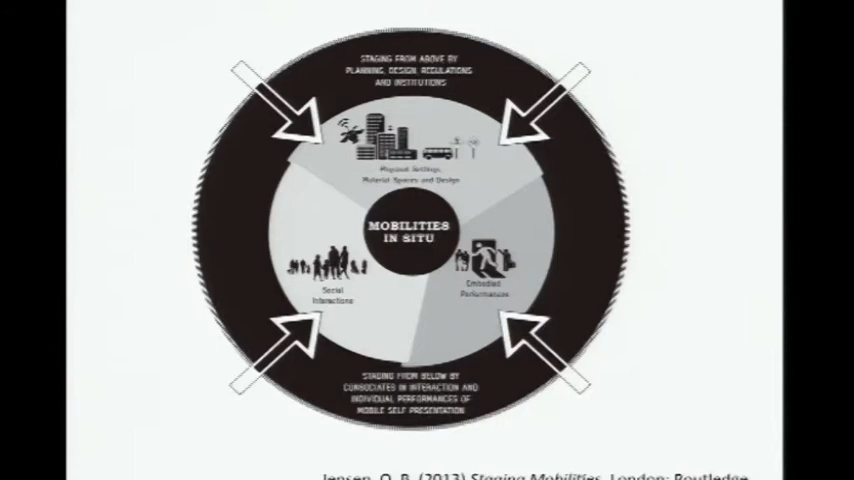 STAGING FROM ABOVE BY
PLANNING, DESIGN, REGULATIONS
AND INSTITUTIONS
Physical Settings,
Material Spaces and Design
MOBILITIES
IN SITU
Social
Interactions
Embodied
Performances
STAGING FROM BELOW BY
CONSOCIATES IN INTERACTION AND
INDIVIDUAL PERFORMANCES OF
MOBILE SELF PRESENTATION
Jensen, O. B. (2013) Staging Mobilities, London: Routledge